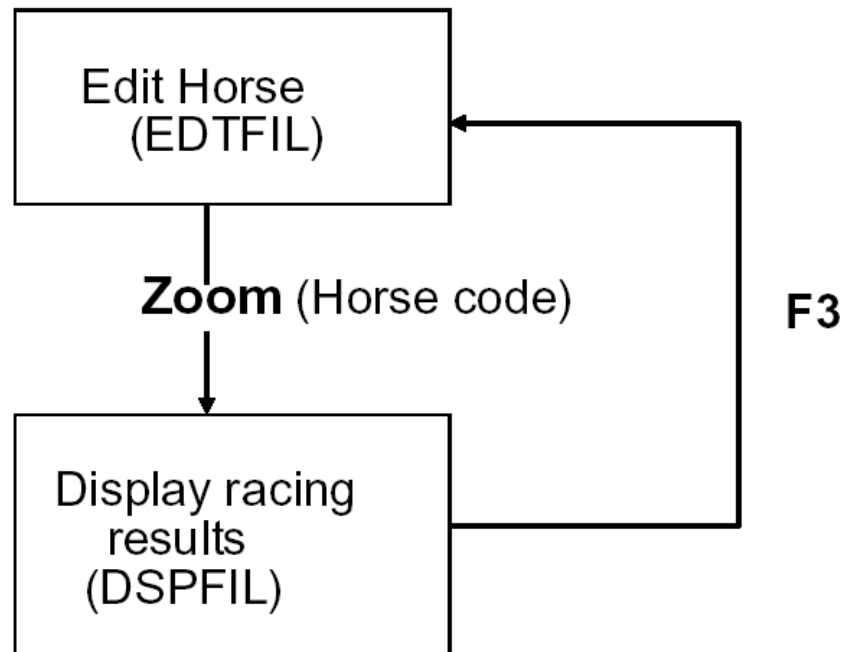 Edit Horse
(EDTFIL)
Zoom (Horse code)
F3
Display racing
results
(DSPFIL)